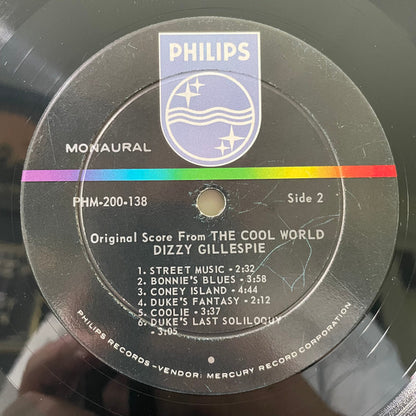 PHILIPS
MONAURAL
PHM-200-138
Side 2
Original Score From THE COOL WORLD
DIZZY GILLESPIE
1. STREET MUSIC • 2:32
2. BONNIE'S BLUES • 3:58
3. CONEY ISLAND • 4:44
4. DUKE'S FANTASY • 2:12
5. COOLIE • 3:37
6. DUKE'S LAST SOLILOQUY
• 3:05
PHILIPS RECORDS—VENDOR: MERCURY RECORD CORPORATION